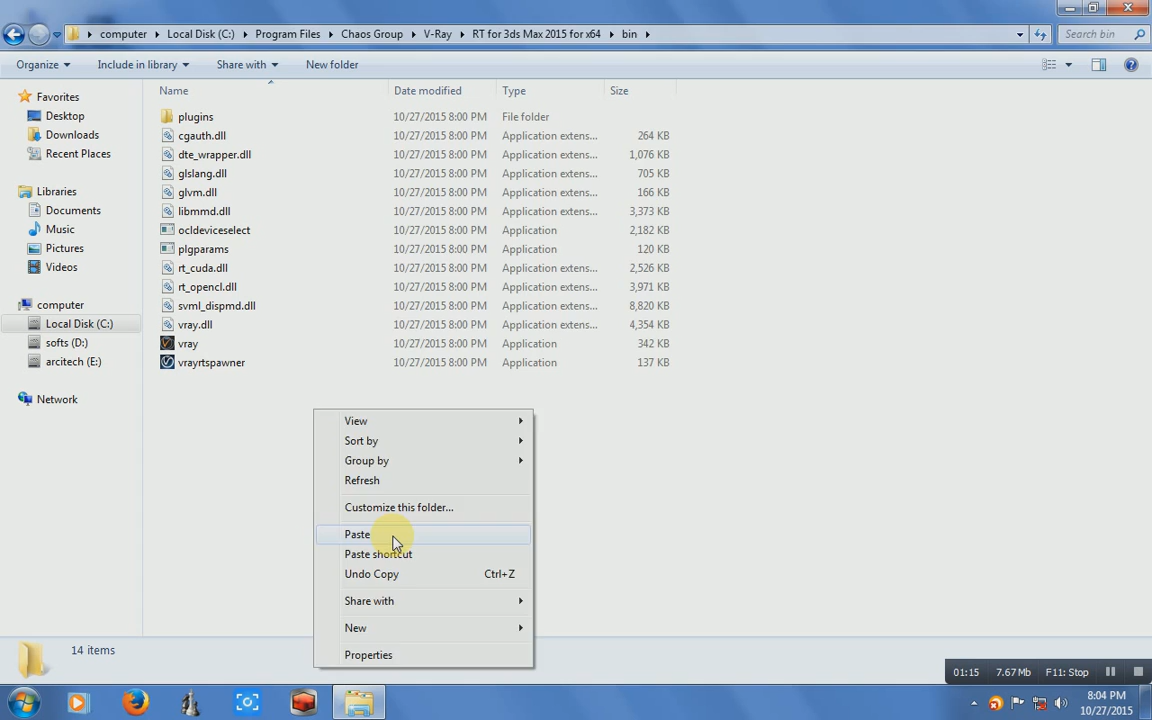 computer Local Disk (C:) Program Files Chaos Group V-Ray RT for 3ds Max 2015 for x64 bin
Search bin
Organize Include in library Share with New folder
Name Date modified Type Size
Favorites
Desktop
Downloads
Recent Places
Libraries
Documents
Music
Pictures
Videos
computer
Local Disk (C:)
softs (D:)
arcitech (E:)
Network
plugins 10/27/2015 8:00 PM File folder
cgauth.dll 10/27/2015 8:00 PM Application extens... 264 KB
dte_wrapper.dll 10/27/2015 8:00 PM Application extens... 1,076 KB
glslang.dll 10/27/2015 8:00 PM Application extens... 705 KB
glvm.dll 10/27/2015 8:00 PM Application extens... 166 KB
libmmd.dll 10/27/2015 8:00 PM Application extens... 3,373 KB
ocldeviceselect 10/27/2015 8:00 PM Application 2,182 KB
plgparams 10/27/2015 8:00 PM Application 120 KB
rt_cuda.dll 10/27/2015 8:00 PM Application extens... 2,526 KB
rt_opencl.dll 10/27/2015 8:00 PM Application extens... 3,971 KB
svml_dispmd.dll 10/27/2015 8:00 PM Application extens... 8,820 KB
vray.dll 10/27/2015 8:00 PM Application extens... 4,354 KB
vray 10/27/2015 8:00 PM Application 342 KB
vrayrtspawner 10/27/2015 8:00 PM Application 137 KB
View
Sort by
Group by
Refresh
Customize this folder...
Paste
Paste shortcut
Undo Copy Ctrl+Z
Share with
New
Properties
14 items
01:15 7.67 Mb F11: Stop
8:04 PM
10/27/2015